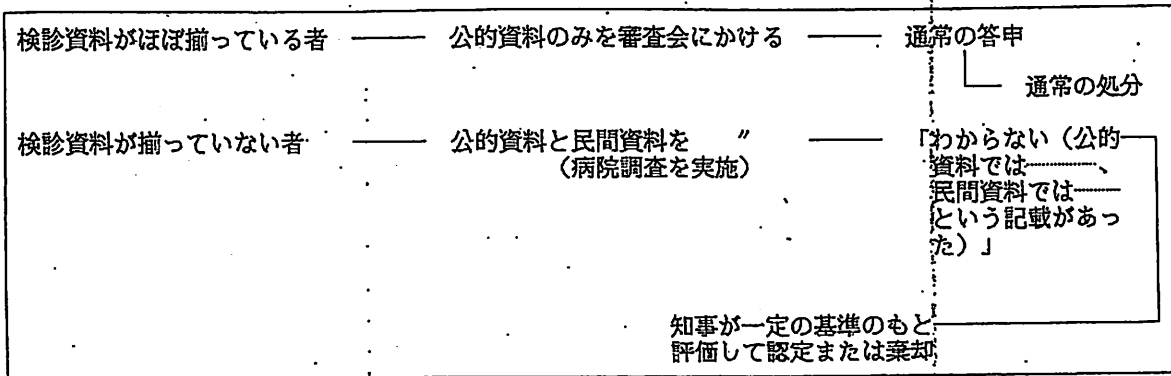 検診資料がほぼ揃っている者 ―― 公的資料のみを審査会にかける ―― 通常の答申
通常の処分
検診資料が揃っていない者 ―― 公的資料と民間資料を 〃 ―― 「わからない（公的
（病院調査を実施）
資料では………、
民間資料では……
という記載があっ
た）」
知事が一定の基準のもと
評価して認定または棄却